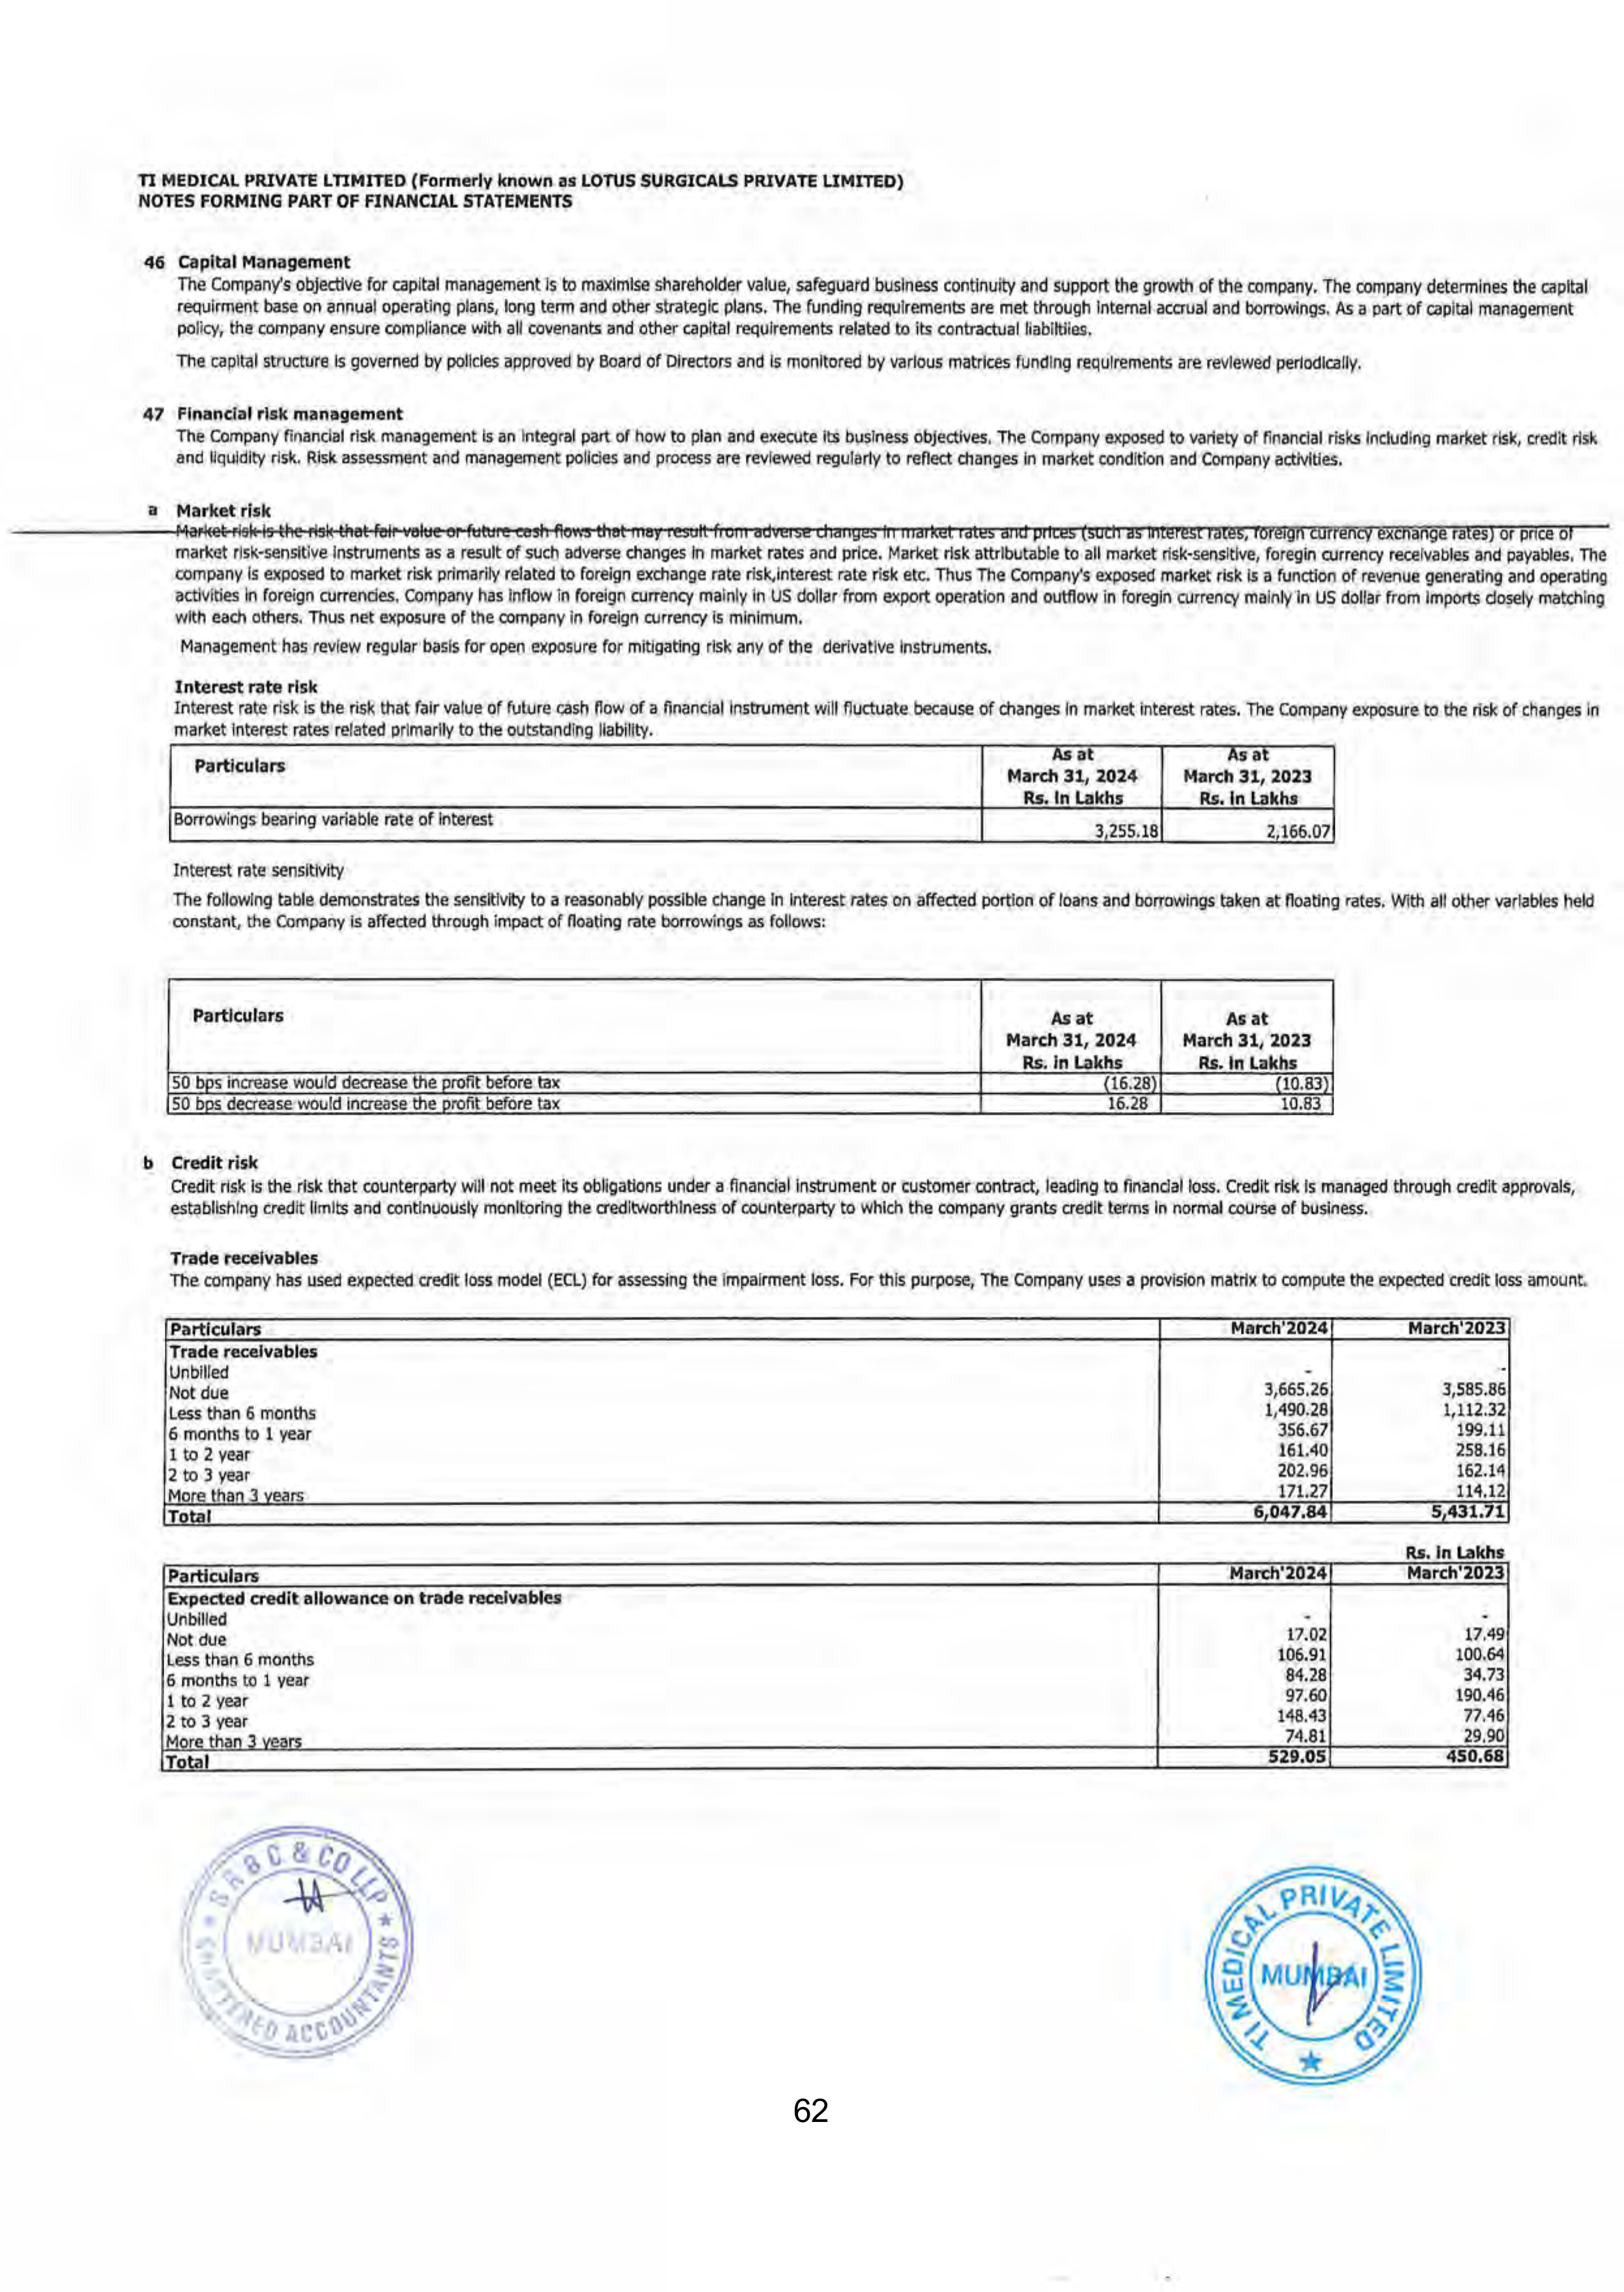 TI MEDICAL PRIVATE LTIMITED (Formerly known as LOTUS SURGICALS PRIVATE LIMITED)
NOTES FORMING PART OF FINANCIAL STATEMENTS
46 Capital Management
The Company's objective for capital management is to maximise shareholder value, safeguard business continuity and support the growth of the company. The company determines the capital
requirment base on annual operating plans, long term and other strategic plans. The funding requirements are met through internal accrual and borrowings. As a part of capital management
policy, the company ensure compliance with all covenants and other capital requirements related to its contractual liabiltiies.
The capital structure is governed by policies approved by Board of Directors and is monitored by various matrices funding requirements are reviewed periodically.
47 Financial risk management
The Company financial risk management is an integral part of how to plan and execute its business objectives. The Company exposed to variety of financial risks including market risk, credit risk
and liquidity risk. Risk assessment and management policies and process are reviewed regularly to reflect changes in market condition and Company activities.
a Market risk
Market risk is the risk that fair value or future cash flows that may result from adverse changes in market rates and prices (such as interest rates, foreign currency exchange rates) or price of
market risk-sensitive instruments as a result of such adverse changes in market rates and price. Market risk attributable to all market risk-sensitive, foregin currency receivables and payables. The
company is exposed to market risk primarily related to foreign exchange rate risk,interest rate risk etc. Thus The Company's exposed market risk is a function of revenue generating and operating
activities in foreign currencies. Company has inflow in foreign currency mainly in US dollar from export operation and outflow in foregin currency mainly in US dollar from imports closely matching
with each others. Thus net exposure of the company in foreign currency is minimum.
Management has review regular basis for open exposure for mitigating risk any of the derivative instruments.
Interest rate risk
Interest rate risk is the risk that fair value of future cash flow of a financial instrument will fluctuate because of changes in market interest rates. The Company exposure to the risk of changes in
market interest rates related primarily to the outstanding liability.
Particulars As at March 31, 2024 Rs. in Lakhs As at March 31, 2023 Rs. in Lakhs
Borrowings bearing variable rate of interest 3,255.18 2,166.07
Interest rate sensitivity
The following table demonstrates the sensitivity to a reasonably possible change in interest rates on affected portion of loans and borrowings taken at floating rates. With all other variables held
constant, the Company is affected through impact of floating rate borrowings as follows:
Particulars As at March 31, 2024 Rs. in Lakhs As at March 31, 2023 Rs. in Lakhs
50 bps increase would decrease the profit before tax (16.28) (10.83)
50 bps decrease would increase the profit before tax 16.28 10.83
b Credit risk
Credit risk is the risk that counterparty will not meet its obligations under a financial instrument or customer contract, leading to financial loss. Credit risk is managed through credit approvals,
establishing credit limits and continuously monitoring the creditworthiness of counterparty to which the company grants credit terms in normal course of business.
Trade receivables
The company has used expected credit loss model (ECL) for assessing the impairment loss. For this purpose, The Company uses a provision matrix to compute the expected credit loss amount.
Particulars March'2024 March'2023
Trade receivables
Unbilled - -
Not due 3,665.26 3,585.86
Less than 6 months 1,490.28 1,112.32
6 months to 1 year 356.67 199.11
1 to 2 year 161.40 258.16
2 to 3 year 202.96 162.14
More than 3 years 171.27 114.12
Total 6,047.84 5,431.71
Rs. in Lakhs
Particulars March'2024 March'2023
Expected credit allowance on trade receivables
Unbilled - -
Not due 17.02 17.49
Less than 6 months 106.91 100.64
6 months to 1 year 84.28 34.73
1 to 2 year 97.60 190.46
2 to 3 year 148.43 77.46
More than 3 years 74.81 29.90
Total 529.05 450.68
SRBC & CO LLP
MUMBAI
CHARTERED ACCOUNTANTS
TI MEDICAL PRIVATE LIMITED
MUMBAI
62